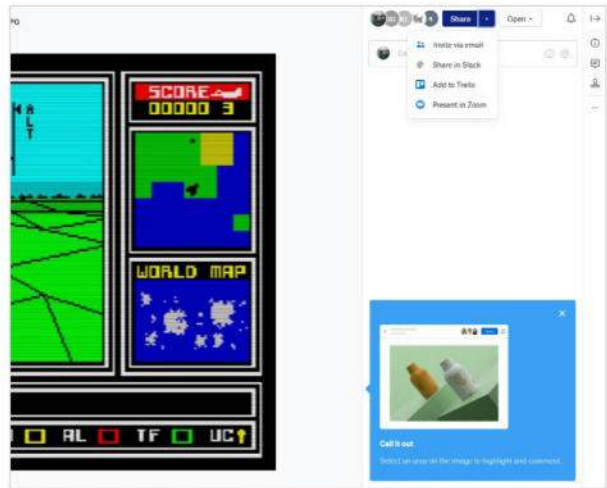 Share
Open
Invite via email
Share in Slack
Add to Trello
Present in Zoom
A
L
T
SCORE
00000 3
WORLD MAP
AL TF UC
Call it out
Select an area on the image to highlight and comment.